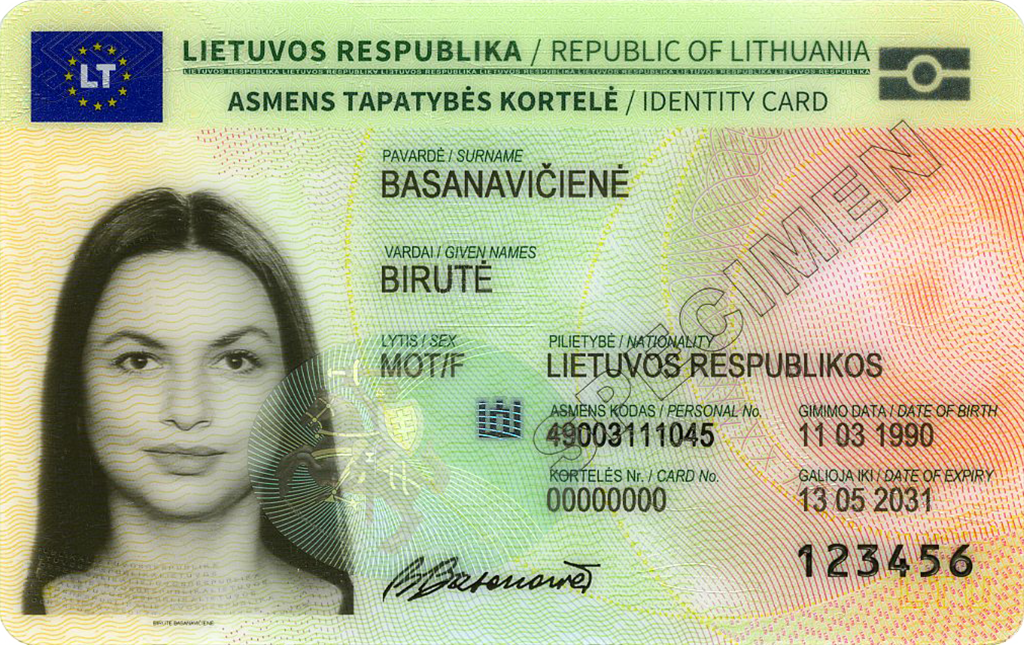 LT
LIETUVOS RESPUBLIKA / REPUBLIC OF LITHUANIA
ASMENS TAPATYBĖS KORTELĖ / IDENTITY CARD
PAVARDĖ / SURNAME
BASANAVIČIENĖ
VARDAI / GIVEN NAMES
BIRUTĖ
LYTIS / SEX
MOT/F
PILIETYBĖ / NATIONALITY
LIETUVOS RESPUBLIKOS
ASMENS KODAS / PERSONAL No.
49003111045
GIMIMO DATA / DATE OF BIRTH
11 03 1990
KORTELĖS Nr. / CARD No.
00000000
GALIOJA IKI / DATE OF EXPIRY
13 05 2031
SPECIMEN
123456
BIRUTĖ BASANAVIČIENĖ